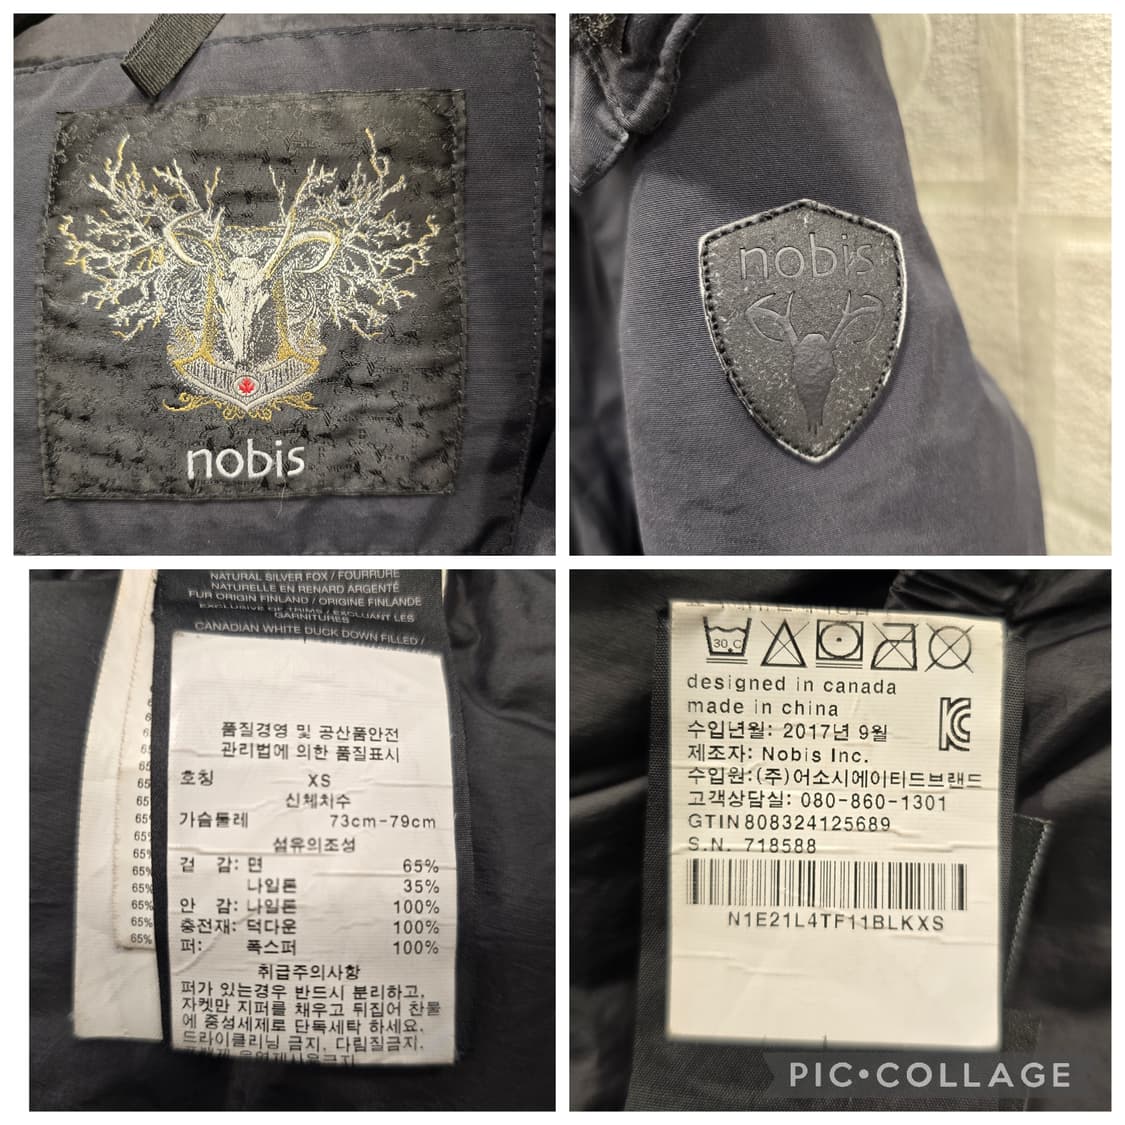 nobis
nobis
NATURAL SILVER FOX / FOURRURE
NATURELLE EN RENARD ARGENTÉ
FUR ORIGIN FINLAND / ORIGINE FINLANDE
EXCLUSIVE OF TRIMS / EXCLUANT LES
GARNITURES
CANADIAN WHITE DUCK DOWN FILLED /
품질경영 및 공산품안전
관리법에 의한 품질표시
호칭 XS
신체치수
가슴둘레 73cm-79cm
섬유의조성
겉 감: 면 65%
나일론 35%
안 감: 나일론 100%
충전재: 덕다운 100%
퍼: 폭스퍼 100%
취급주의사항
퍼가 있는경우 반드시 분리하고,
자켓만 지퍼를 채우고 뒤집어 찬물
에 중성세제로 단독세탁 하세요.
드라이클리닝 금지, 다림질금지,
65%
65%
65%
65%
65%
65%
65%
30°C
designed in canada
made in china
수입년월: 2017년 9월
제조자: Nobis Inc.
수입원:(주)어소시에이티드브랜드
고객상담실: 080-860-1301
GTIN 808324125689
S.N. 718588
N1E21L4TF11BLKXS
PIC•COLLAGE